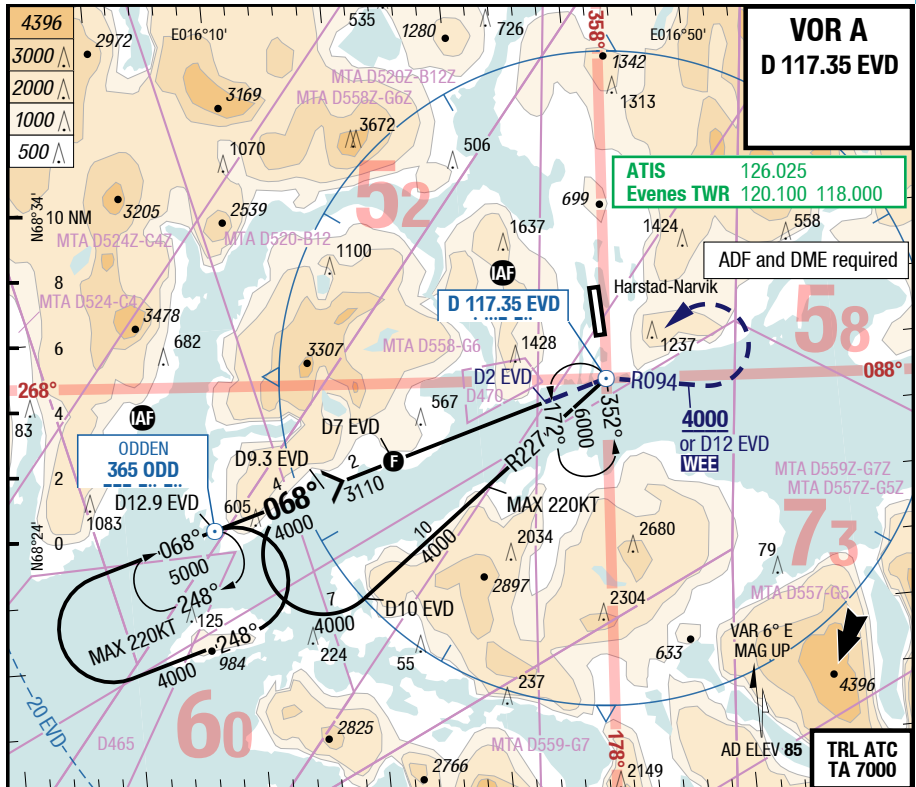 4396
3000
2000
1000
500
2972
E016°10'
535
1280
726
358°
E016°50'
VOR A
D 117.35 EVD
1342
1313
MTA D520Z-B12Z
MTA D558Z-G6Z
3169
3672
1070
506
52
ATIS 126.025
Evenes TWR 120.100 118.000
N68°34'
10 NM
3205
2539
699
1424
558
MTA D524Z-C4Z
MTA D520-B12
1637
1100
ADF and DME required
8
IAF
D 117.35 EVD
Harstad-Narvik
MTA D524-C4
3478
682
58
6
MTA D558-G6
1428
1237
3307
268°
D2 EVD
R094
088°
D470
4
IAF
83
567
172°
6000
352°
4000
or D12 EVD
WEE
ODDEN
365 ODD
D7 EVD
F
R227
D9.3 EVD
2
3110
2
D12.9 EVD
605
4
068°
4000
MAX 220KT
MTA D559Z-G7Z
MTA D557Z-G5Z
1083
N68°24'
0
068°
5000
248°
10
4000
2034
2680
73
79
2897
MTA D557-G5
7
4000
D10 EVD
2304
125
MAX 220KT
248°
4000
984
224
55
633
VAR 6° E
MAG UP
4396
237
20 EVD
60
D465
2825
MTA D559-G7
178°
AD ELEV 85
TRL ATC
TA 7000
2766
2149